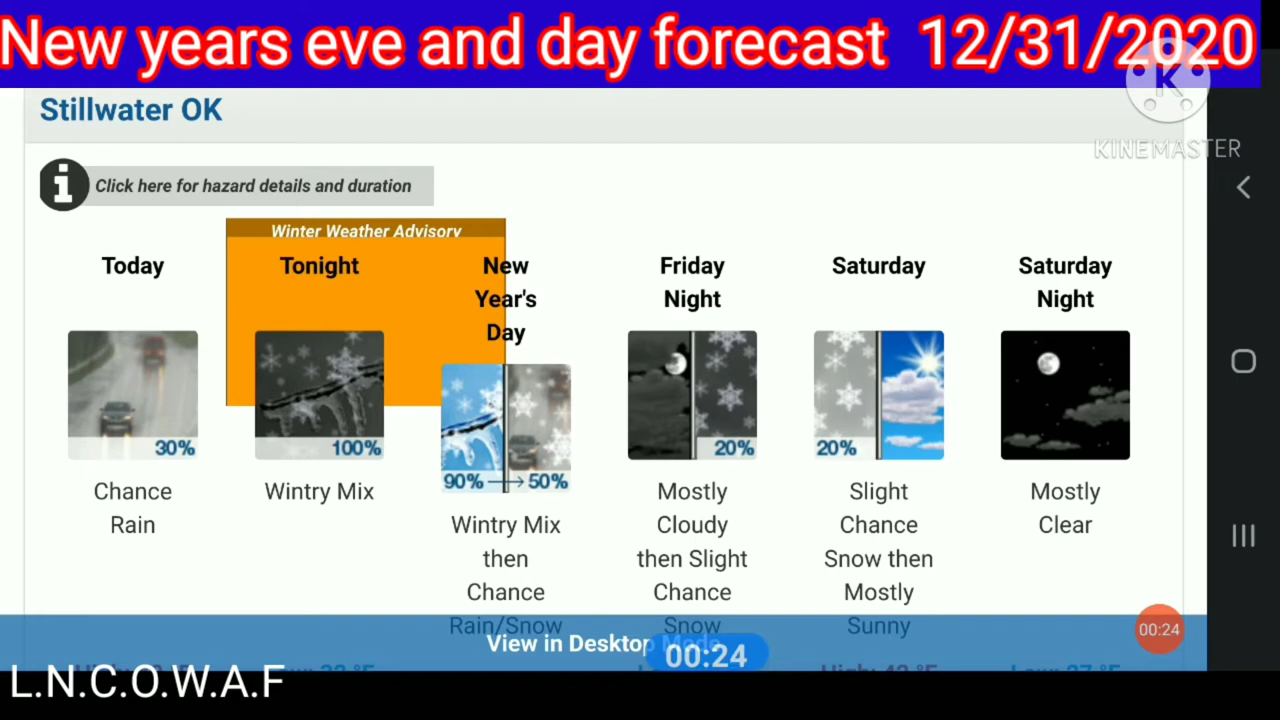 New years eve and day forecast 12/31/2020
Stillwater OK
K
KINEMASTER
i
Click here for hazard details and duration
Winter Weather Advisory
Today
Tonight
New
Year's
Day
Friday
Night
Saturday
Saturday
Night
30%
100%
90%
50%
20%
20%
Chance
Rain
Wintry Mix
Wintry Mix
then
Chance
Rain/Snow
Mostly
Cloudy
then Slight
Chance
Snow
Slight
Chance
Snow then
Mostly
Sunny
Mostly
Clear
View in Desktop Mode
00:24
00:24
L.N.C.O.W.A.F